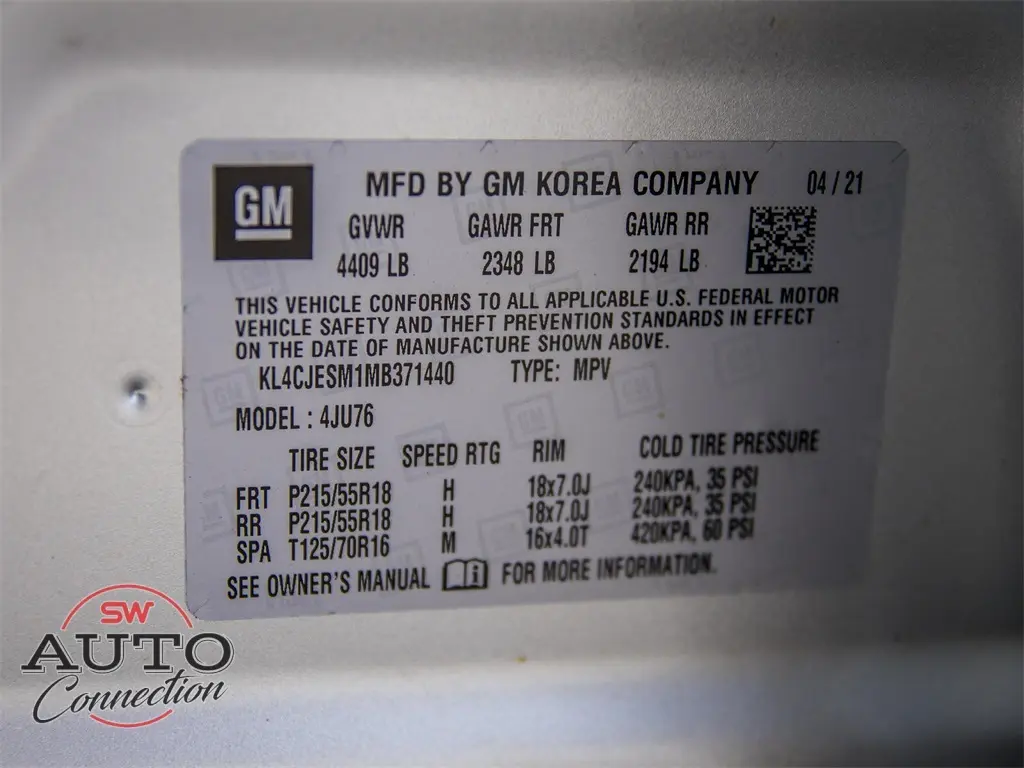 GM
MFD BY GM KOREA COMPANY 04 / 21
GVWR GAWR FRT GAWR RR
4409 LB 2348 LB 2194 LB
THIS VEHICLE CONFORMS TO ALL APPLICABLE U.S. FEDERAL MOTOR
VEHICLE SAFETY AND THEFT PREVENTION STANDARDS IN EFFECT
ON THE DATE OF MANUFACTURE SHOWN ABOVE.
KL4CJESM1MB371440 TYPE: MPV
MODEL : 4JU76
TIRE SIZE SPEED RTG RIM COLD TIRE PRESSURE
FRT P215/55R18 H 18x7.0J 240KPA, 35 PSI
RR P215/55R18 H 18x7.0J 240KPA, 35 PSI
SPA T125/70R16 M 16x4.0T 420KPA, 60 PSI
SEE OWNER'S MANUAL FOR MORE INFORMATION.
SW
AUTO
Connection